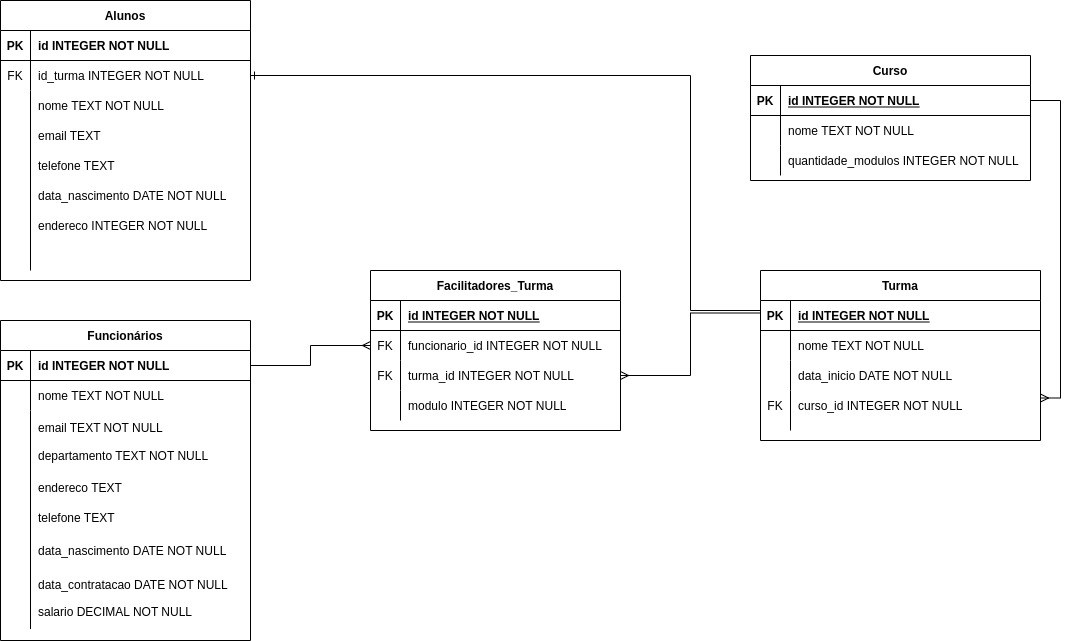 Alunos
PK id INTEGER NOT NULL
FK id_turma INTEGER NOT NULL
nome TEXT NOT NULL
email TEXT
telefone TEXT
data_nascimento DATE NOT NULL
endereco INTEGER NOT NULL
Curso
PK id INTEGER NOT NULL
nome TEXT NOT NULL
quantidade_modulos INTEGER NOT NULL
Funcionários
PK id INTEGER NOT NULL
nome TEXT NOT NULL
email TEXT NOT NULL
departamento TEXT NOT NULL
endereco TEXT
telefone TEXT
data_nascimento DATE NOT NULL
data_contratacao DATE NOT NULL
salario DECIMAL NOT NULL
Facilitadores_Turma
PK id INTEGER NOT NULL
FK funcionario_id INTEGER NOT NULL
FK turma_id INTEGER NOT NULL
modulo INTEGER NOT NULL
Turma
PK id INTEGER NOT NULL
nome TEXT NOT NULL
data_inicio DATE NOT NULL
FK curso_id INTEGER NOT NULL